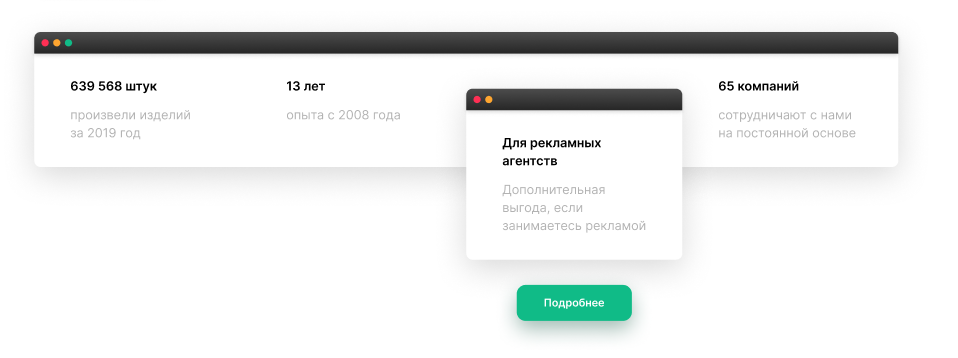 639 568 штук
произвели изделий
за 2019 год
13 лет
опыта с 2008 года
Для рекламных
агентств
Дополнительная
выгода, если
занимаетесь рекламой
Подробнее
65 компаний
сотрудничают с нами
на постоянной основе